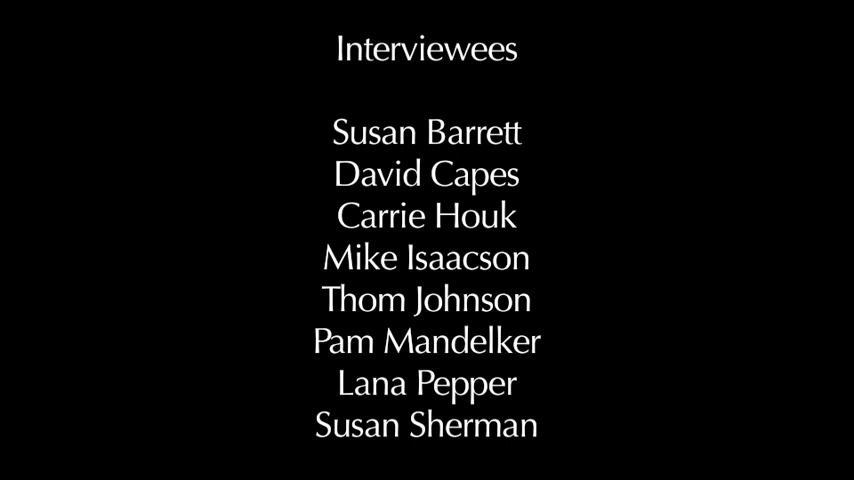 Interviewees
Susan Barrett
David Capes
Carrie Houk
Mike Isaacson
Thom Johnson
Pam Mandelker
Lana Pepper
Susan Sherman